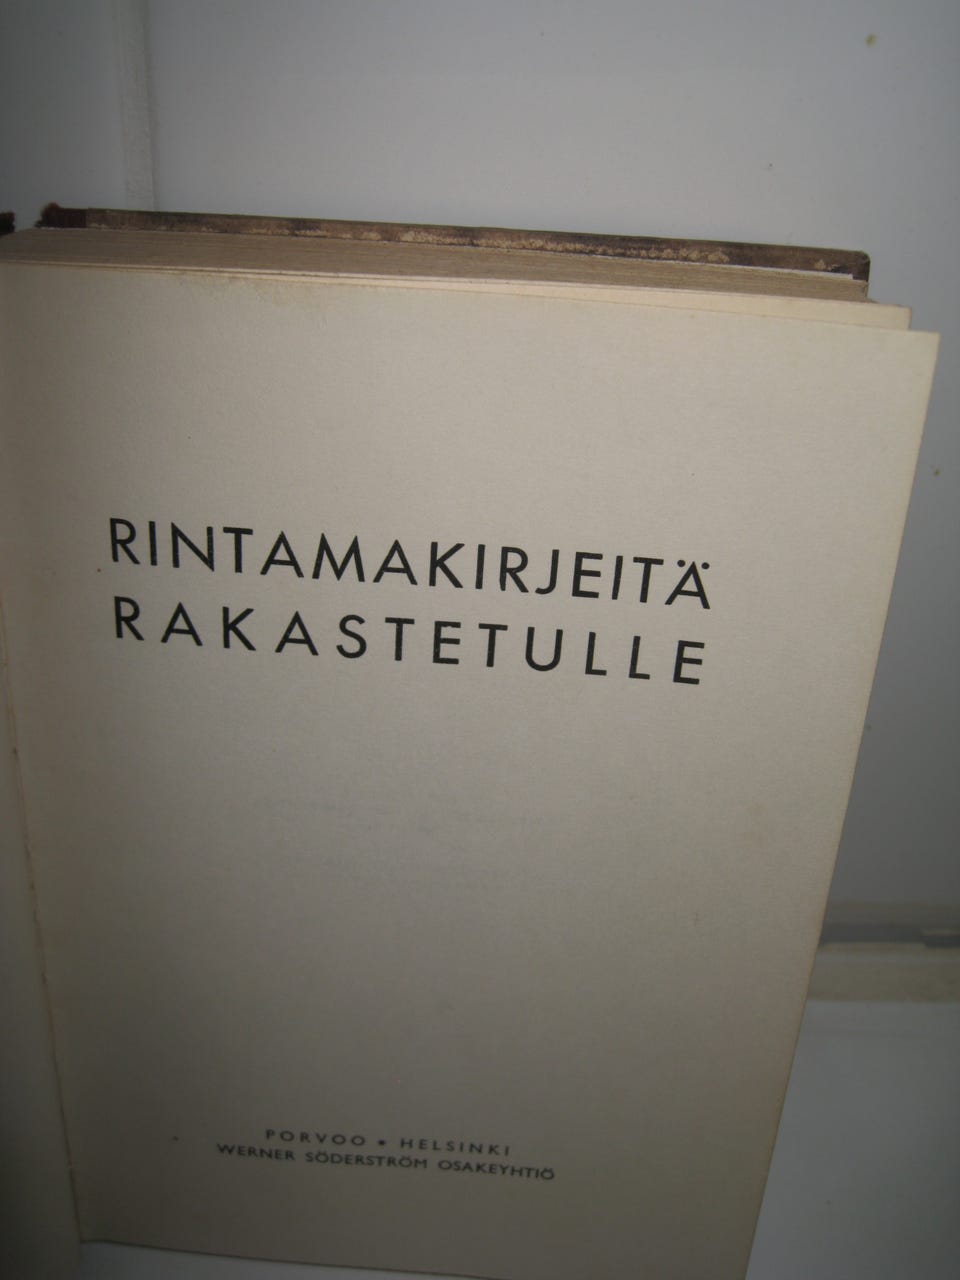 RINTAMAKIRJEITÄ
RAKASTETULLE
PORVOO • HELSINKI
WERNER SÖDERSTRÖM OSAKEYHTIÖ